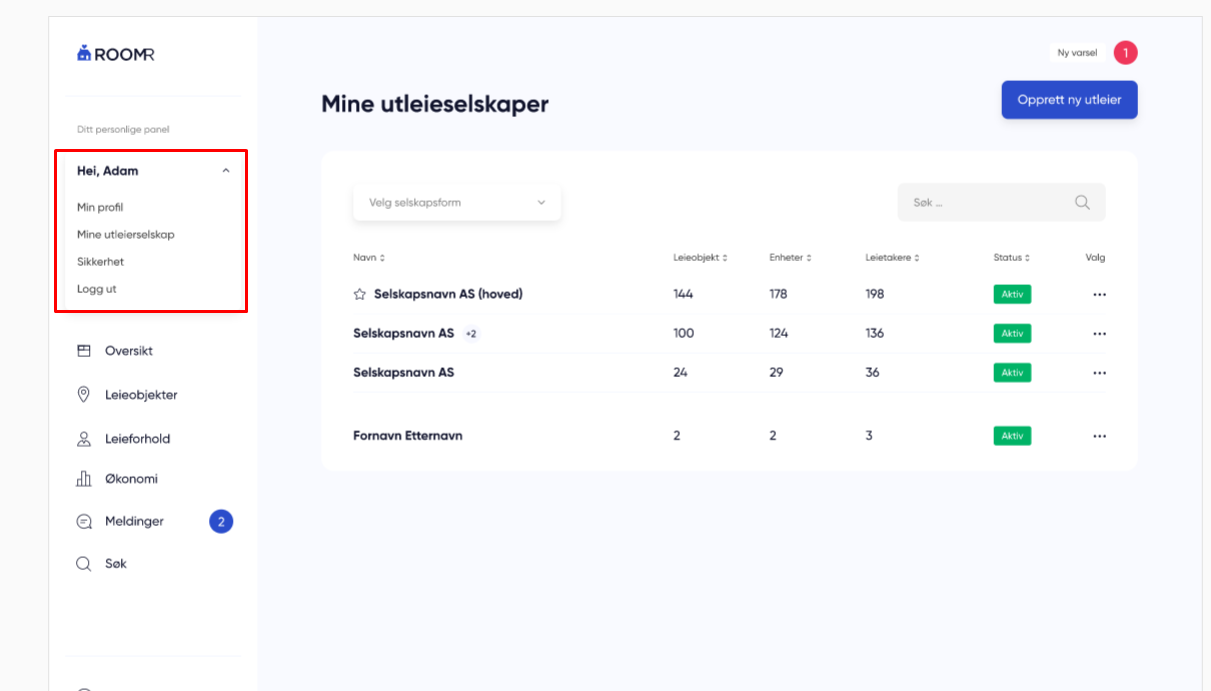 ROOMR
Ny varsel 1
Mine utleieselskaper
Opprett ny utleier
Ditt personlige panel
Hei, Adam
Min profil
Mine utleierselskap
Sikkerhet
Logg ut
Oversikt
Leieobjekter
Leieforhold
Økonomi
Meldinger 2
Søk
Velg selskapsform
Søk ...
Navn Leieobjekt Enheter Leietakere Status Valg
Selskapsnavn AS (hoved) 144 178 198 Aktiv
Selskapsnavn AS +2 100 124 136 Aktiv
Selskapsnavn AS 24 29 36 Aktiv
Fornavn Etternavn 2 2 3 Aktiv